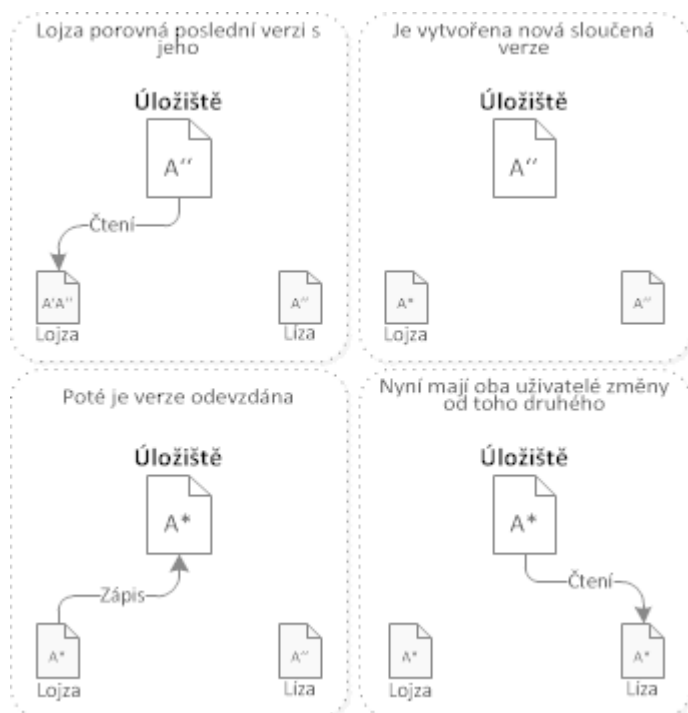 Lojza porovná poslední verzi s
jeho
Úložiště
A‘‘
Čtení
A'A''
Lojza
A''
Líza
Je vytvořena nová sloučená
verze
Úložiště
A‘‘
A*
Lojza
A''
Poté je verze odevzdána
Úložiště
A*
Zápis
A*
Lojza
A''
Líza
Nyní mají oba uživatelé změny
od toho druhého
Úložiště
A*
Čtení
A*
Lojza
A*
Líza